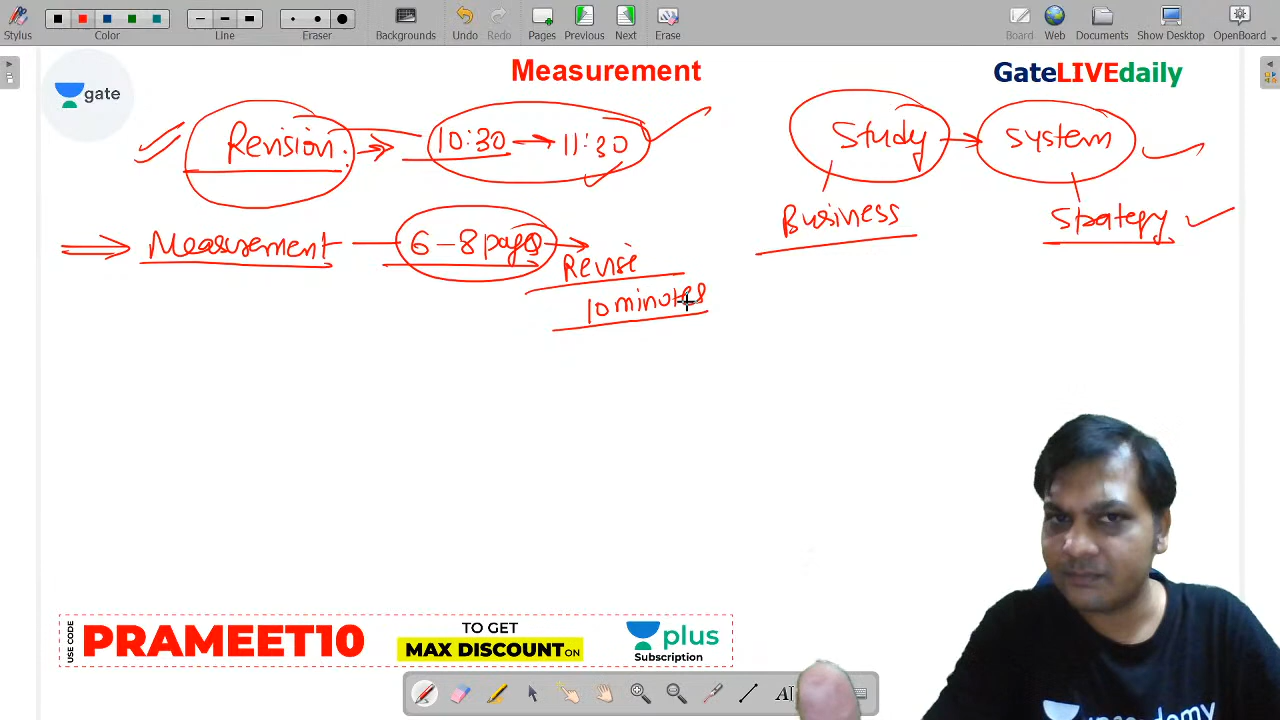 Stylus Color Line Eraser Backgrounds Undo Redo Pages Previous Next Erase Board Web Documents Show Desktop OpenBoard
Measurement
GateLIVEdaily
gate
Revision. → 10:30 → 11:30
Study → System
Business
Strategy
⇒ Measurement — 6-8 pages →
Revise
10 minutes
USE CODE
PRAMEET10
TO GET
MAX DISCOUNT ON
plus
Subscription